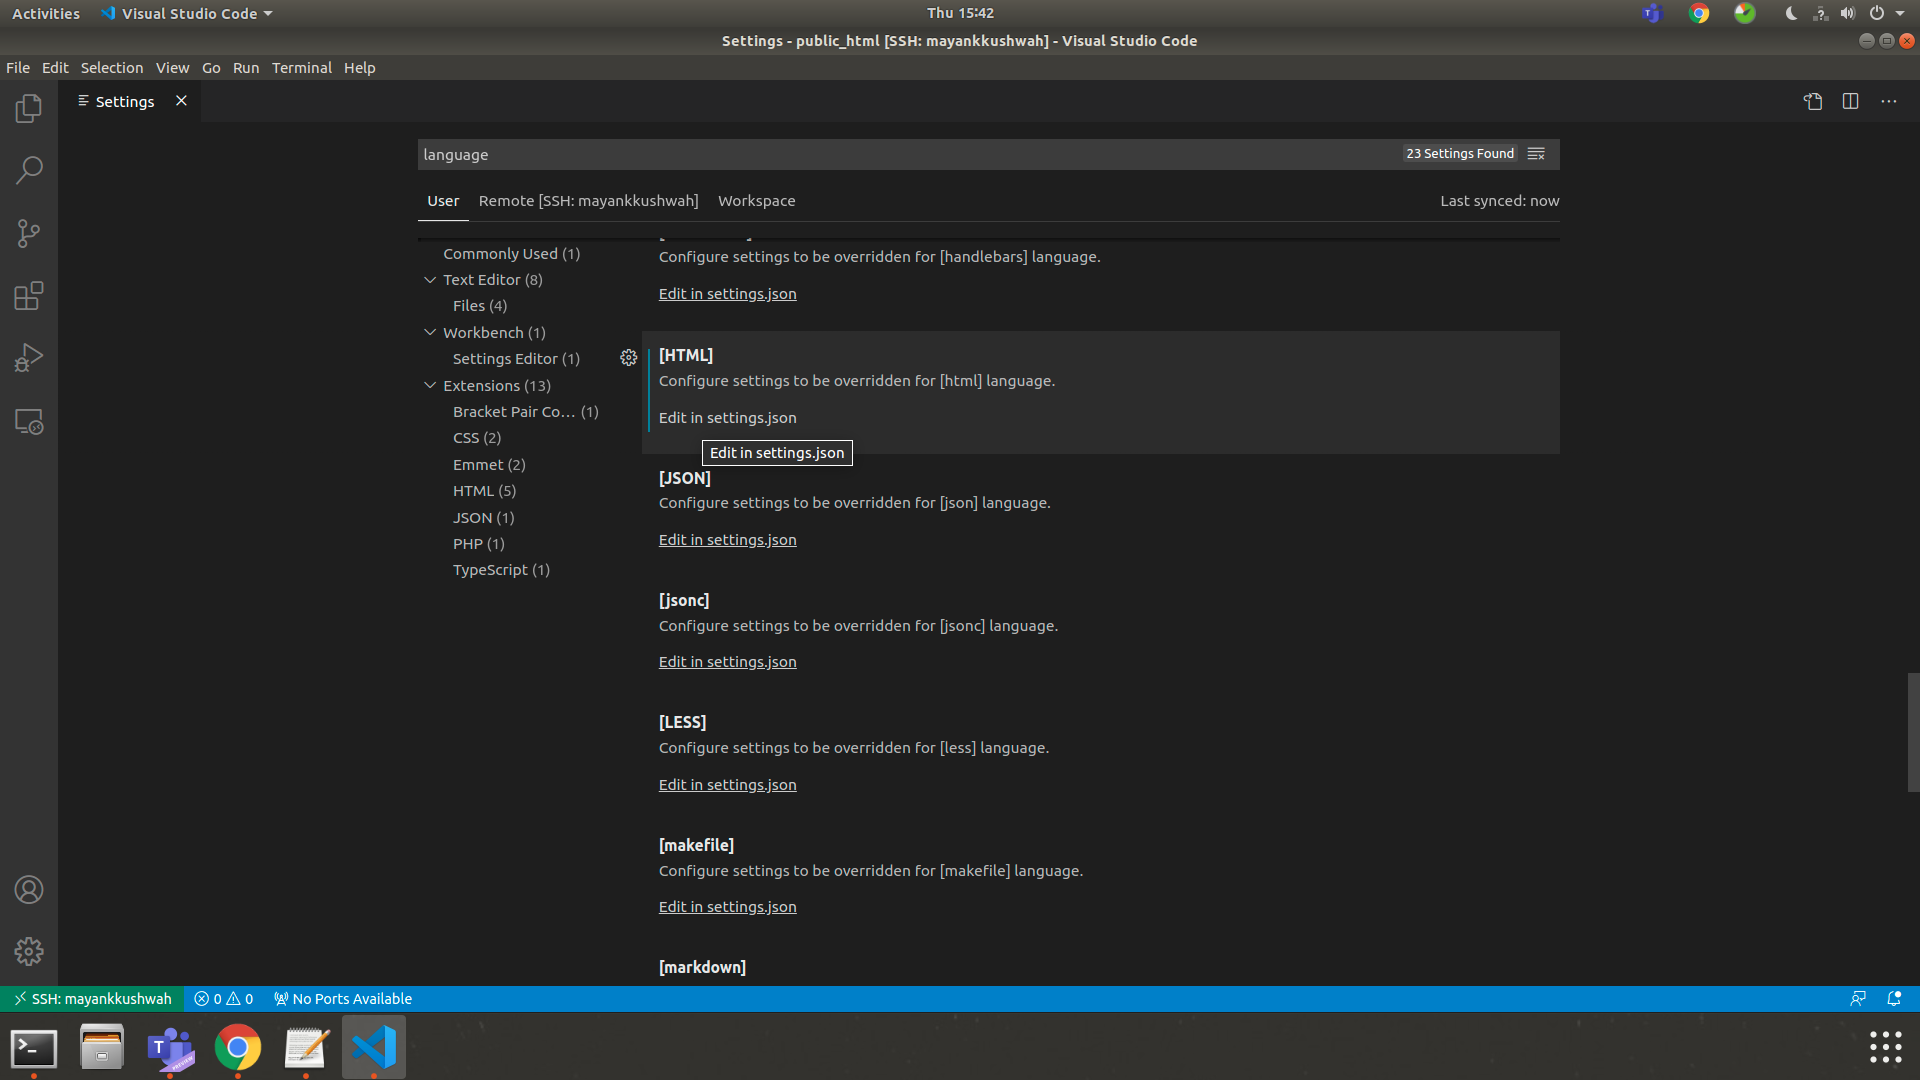 Activities Visual Studio Code Thu 15:42
Settings - public_html [SSH: mayankkushwah] - Visual Studio Code
File Edit Selection View Go Run Terminal Help
Settings
language 23 Settings Found
User Remote [SSH: mayankkushwah] Workspace Last synced: now
Commonly Used (1)
Text Editor (8)
Files (4)
Workbench (1)
Settings Editor (1)
Extensions (13)
Bracket Pair Co... (1)
CSS (2)
Emmet (2)
HTML (5)
JSON (1)
PHP (1)
TypeScript (1)
Configure settings to be overridden for [handlebars] language.
Edit in settings.json
[HTML]
Configure settings to be overridden for [html] language.
Edit in settings.json
Edit in settings.json
[JSON]
Configure settings to be overridden for [json] language.
Edit in settings.json
[jsonc]
Configure settings to be overridden for [jsonc] language.
Edit in settings.json
[LESS]
Configure settings to be overridden for [less] language.
Edit in settings.json
[makefile]
Configure settings to be overridden for [makefile] language.
Edit in settings.json
[markdown]
SSH: mayankkushwah 0 0 No Ports Available
T PREVIEW